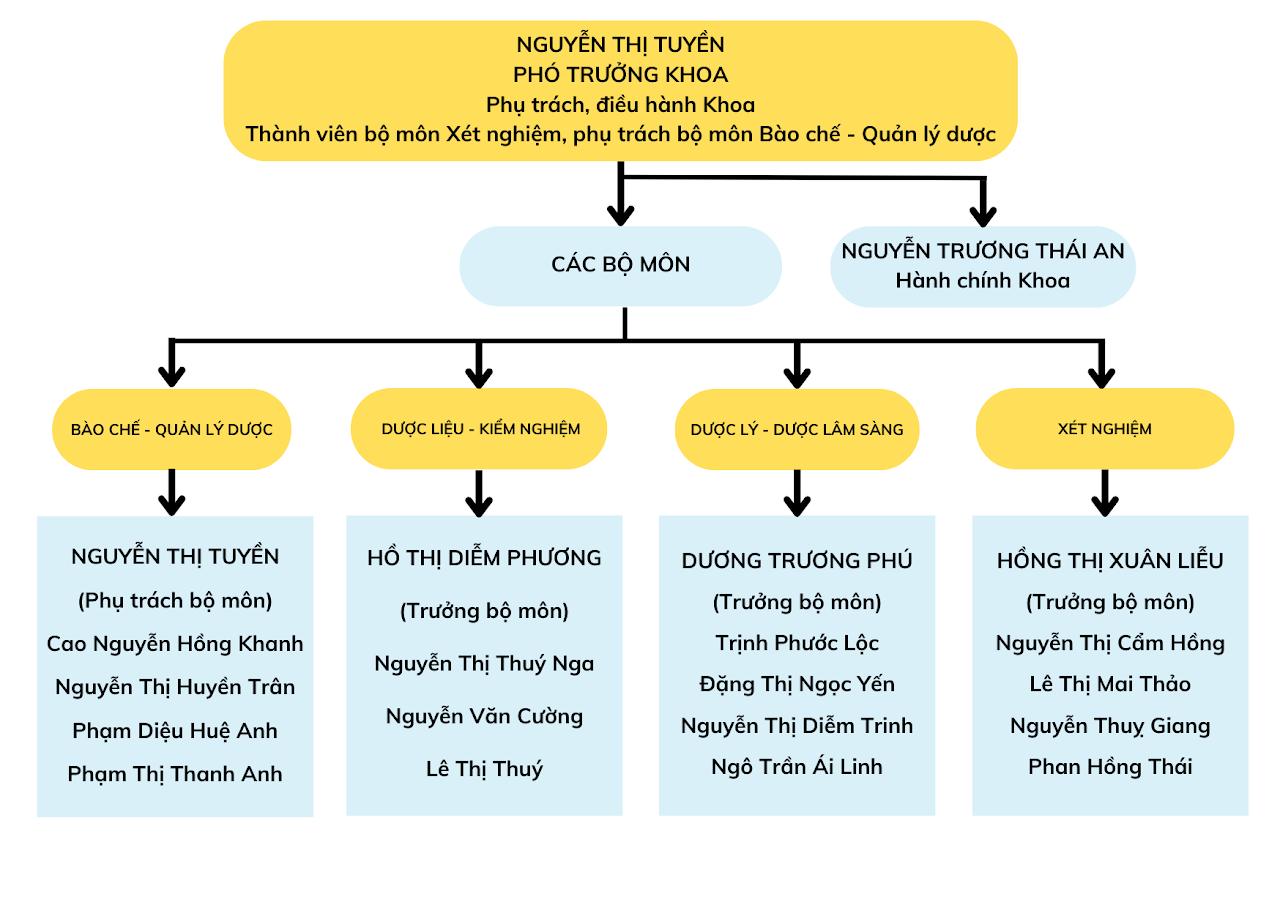 NGUYỄN THỊ TUYỀN
PHÓ TRƯỞNG KHOA
Phụ trách, điều hành Khoa
Thành viên bộ môn Xét nghiệm, phụ trách bộ môn Bào chế - Quản lý dược
CÁC BỘ MÔN
NGUYỄN TRƯƠNG THÁI AN
Hành chính Khoa
BÀO CHẾ - QUẢN LÝ DƯỢC
DƯỢC LIỆU - KIỂM NGHIỆM
DƯỢC LÝ - DƯỢC LÂM SÀNG
XÉT NGHIỆM
NGUYỄN THỊ TUYỀN
(Phụ trách bộ môn)
Cao Nguyễn Hồng Khanh
Nguyễn Thị Huyền Trân
Phạm Diệu Huệ Anh
Phạm Thị Thanh Anh
HỒ THỊ DIỄM PHƯƠNG
(Trưởng bộ môn)
Nguyễn Thị Thuý Nga
Nguyễn Văn Cường
Lê Thị Thuý
DƯƠNG TRƯƠNG PHÚ
(Trưởng bộ môn)
Trịnh Phước Lộc
Đặng Thị Ngọc Yến
Nguyễn Thị Diễm Trinh
Ngô Trần Ái Linh
HỒNG THỊ XUÂN LIỄU
(Trưởng bộ môn)
Nguyễn Thị Cẩm Hồng
Lê Thị Mai Thảo
Nguyễn Thuỵ Giang
Phan Hồng Thái